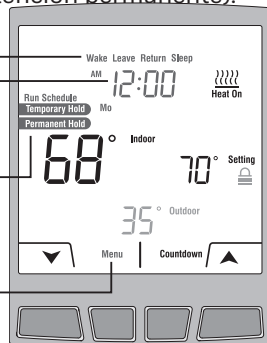 permanente).
Wake Leave Return Sleep
AM 12:00
Heat On
Run Schedule
Temporary Hold Mo
Permanent Hold
68° Indoor
70° Setting
35° Outdoor
Menu Countdown